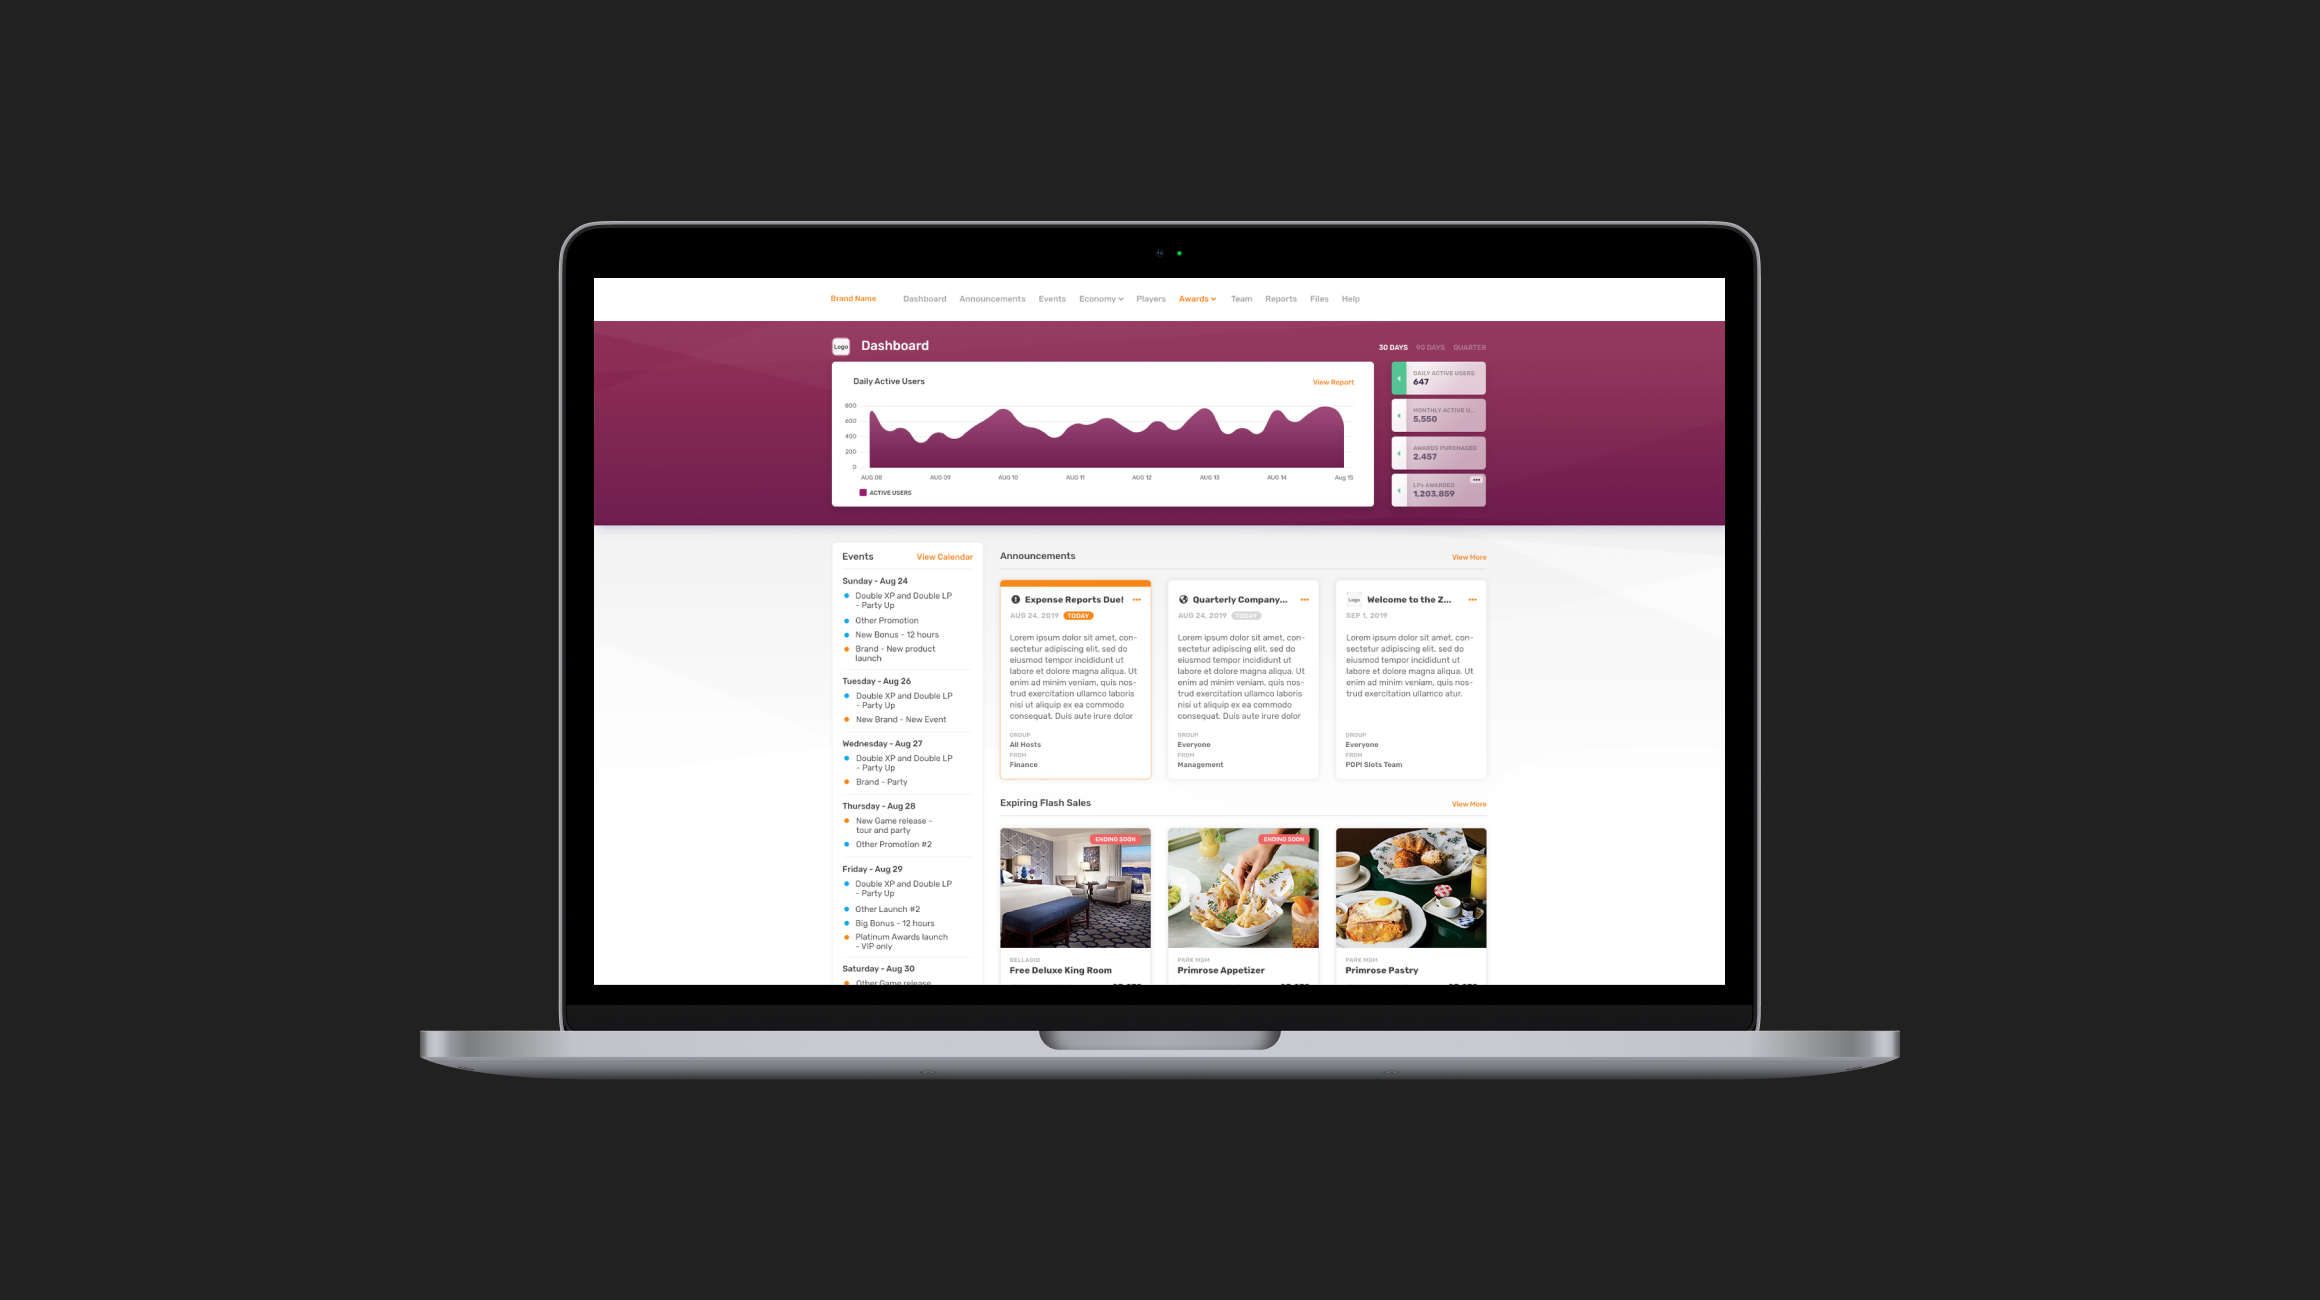 Brand Name Dashboard Announcements Events Economy Players Awards Team Reports Files Help
Logo Dashboard
30 DAYS 90 DAYS QUARTER
Daily Active Users View Report
800
600
400
200
0
AUG 08 AUG 09 AUG 10 AUG 11 AUG 12 AUG 13 AUG 14 Aug 15
ACTIVE USERS
DAILY ACTIVE USERS
647
MONTHLY ACTIVE U...
5,550
AWARDS PURCHASED
2,457
LPs AWARDED
1,203,859
Events View Calendar
Sunday - Aug 24
Double XP and Double LP
- Party Up
Other Promotion
New Bonus - 12 hours
Brand - New product
launch
Tuesday - Aug 26
Double XP and Double LP
- Party Up
New Brand - New Event
Wednesday - Aug 27
Double XP and Double LP
- Party Up
Brand - Party
Thursday - Aug 28
New Game release -
tour and party
Other Promotion #2
Friday - Aug 29
Double XP and Double LP
- Party Up
Other Launch #2
Big Bonus - 12 hours
Platinum Awards launch
- VIP only
Saturday - Aug 30
Other Game release
Announcements View More
Expense Reports Due!
AUG 24, 2019 TODAY
Lorem ipsum dolor sit amet, con-
sectetur adipiscing elit, sed do
eiusmod tempor incididunt ut
labore et dolore magna aliqua. Ut
enim ad minim veniam, quis nos-
trud exercitation ullamco laboris
nisi ut aliquip ex ea commodo
consequat. Duis aute irure dolor
GROUP
All Hosts
FROM
Finance
Quarterly Company...
AUG 24, 2019 TODAY
Lorem ipsum dolor sit amet, con-
sectetur adipiscing elit, sed do
eiusmod tempor incididunt ut
labore et dolore magna aliqua. Ut
enim ad minim veniam, quis nos-
trud exercitation ullamco laboris
nisi ut aliquip ex ea commodo
consequat. Duis aute irure dolor
GROUP
Everyone
FROM
Management
Logo Welcome to the Z...
SEP 1, 2019
Lorem ipsum dolor sit amet, con-
sectetur adipiscing elit, sed do
eiusmod tempor incididunt ut
labore et dolore magna aliqua. Ut
enim ad minim veniam, quis nos-
trud exercitation ullamco atur.
GROUP
Everyone
FROM
POP! Slots Team
Expiring Flash Sales View More
ENDING SOON
BELLAGIO
Free Deluxe King Room
ENDING SOON
PARK MGM
Primrose Appetizer
PARK MGM
Primrose Pastry